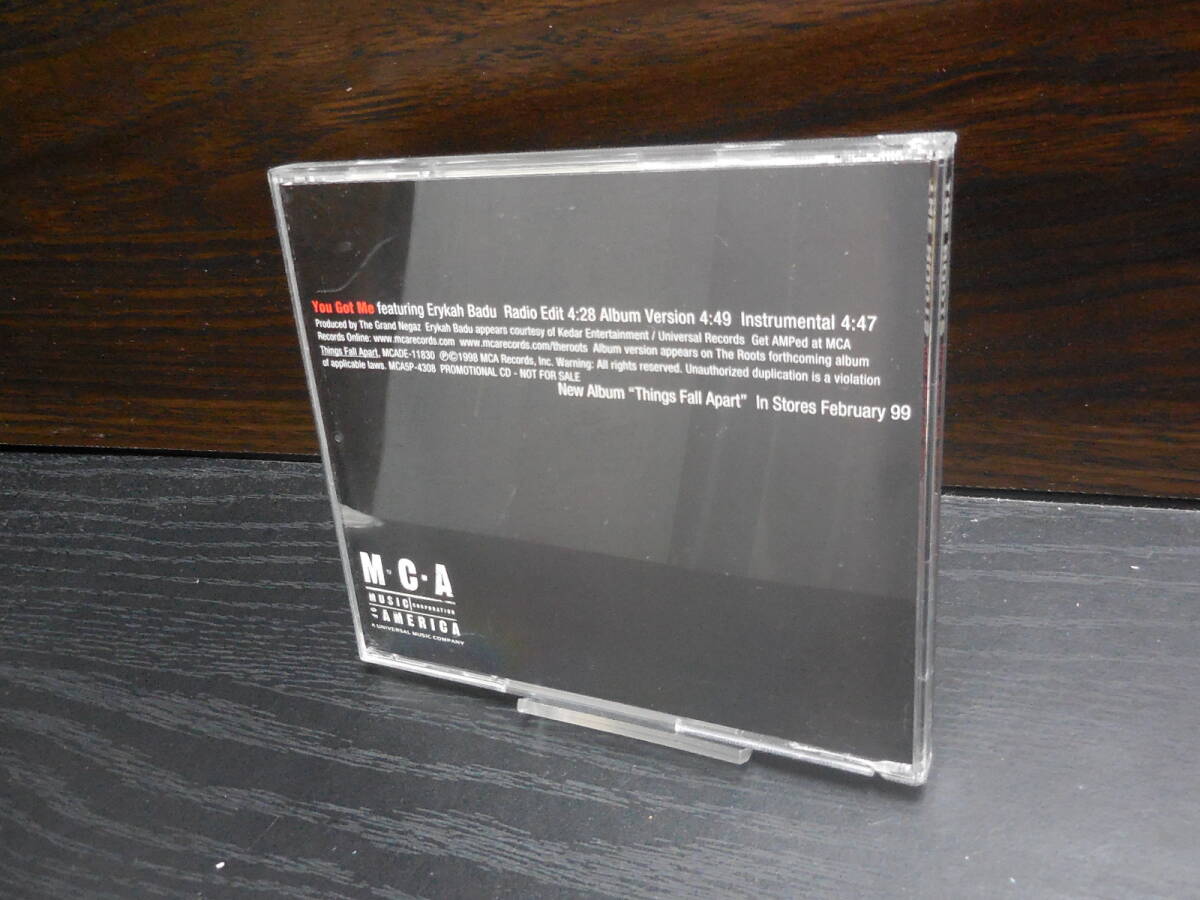 You Got Me featuring Erykah Badu Radio Edit 4:28 Album Version 4:49 Instrumental 4:47
Produced by The Grand Negaz Erykah Badu appears courtesy of Kedar Entertainment / Universal Records Get AMPed at MCA
Records Online: www.mcarecords.com www.mcarecords.com/theroots Album version appears on The Roots forthcoming album
Things Fall Apart, MCADE-11830 ℗©1998 MCA Records, Inc. Warning: All rights reserved. Unauthorized duplication is a violation
of applicable laws. MCASP-4308 PROMOTIONAL CD - NOT FOR SALE
New Album "Things Fall Apart" In Stores February 99
M·C·A
MUSIC CORPORATION
OF AMERICA
A UNIVERSAL MUSIC COMPANY